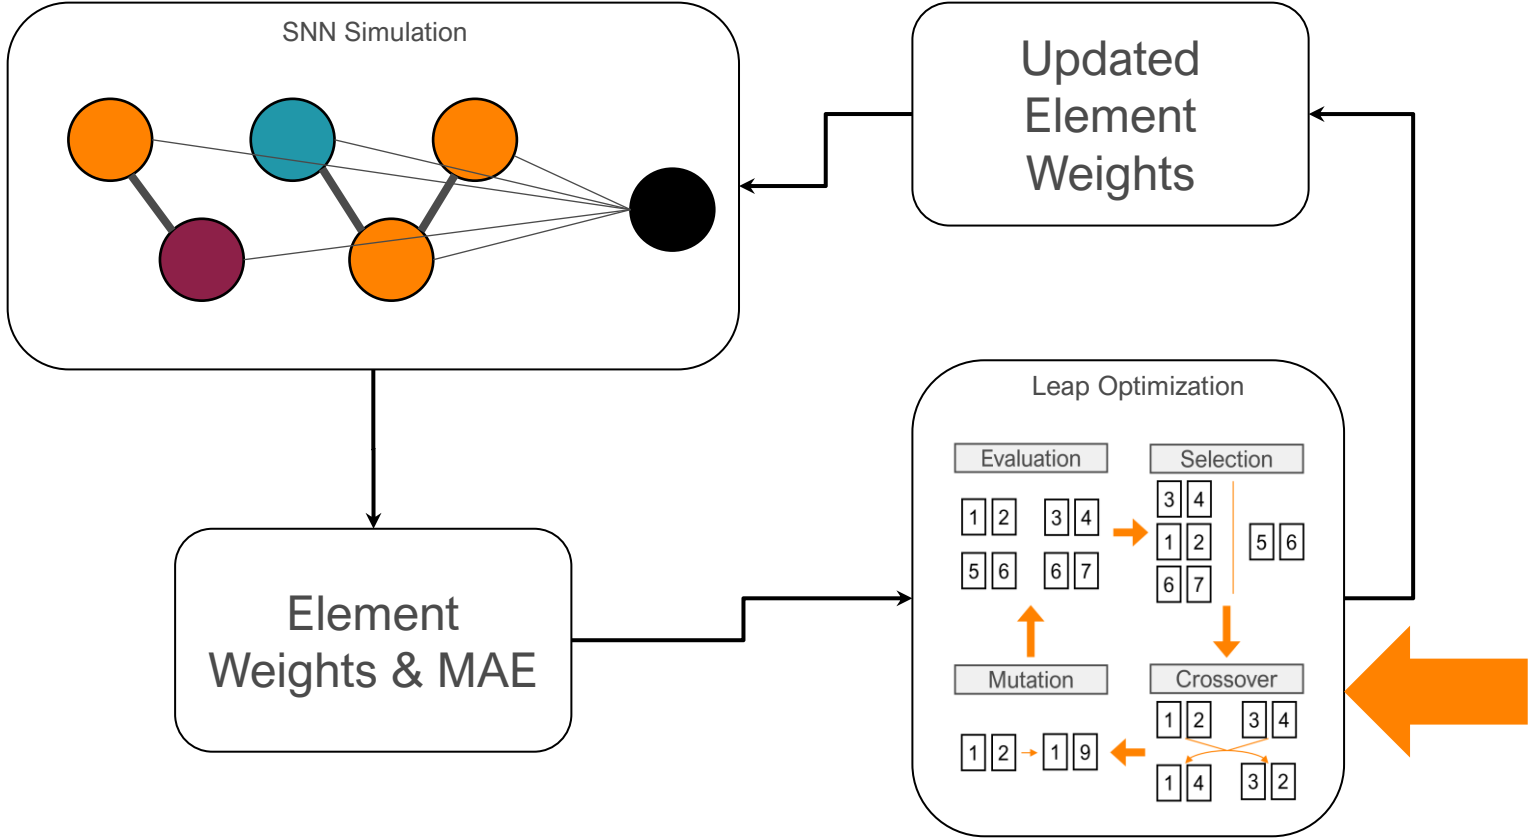 SNN Simulation
Updated
Element
Weights
Element
Weights & MAE
Leap Optimization
Evaluation
1 2 3 4
5 6 6 7
Selection
3 4
1 2
6 7
5 6
Crossover
1 2 3 4
1 4 3 2
Mutation
1 2 1 9